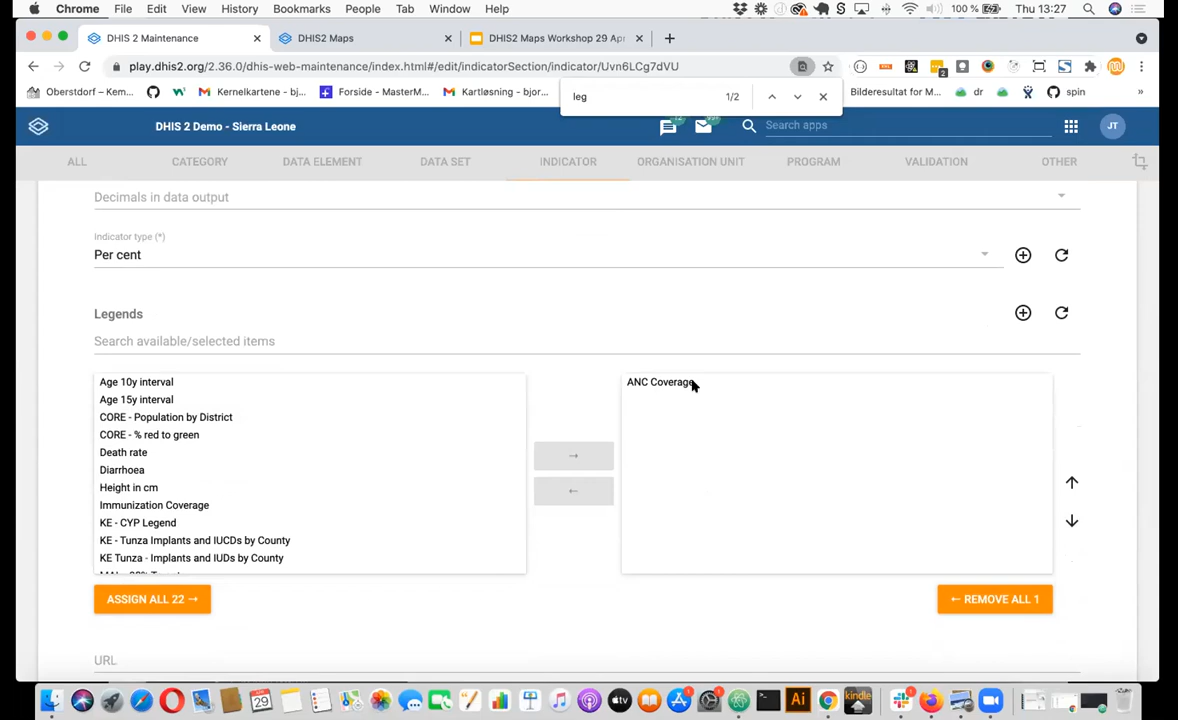 Chrome File Edit View History Bookmarks People Tab Window Help 100 % Thu 13:27
DHIS 2 Maintenance DHIS2 Maps DHIS2 Maps Workshop 29 Apr
play.dhis2.org/2.36.0/dhis-web-maintenance/index.html#/edit/indicatorSection/indicator/Uvn6LCg7dVU
Oberstdorf – Kem... Kernelkarte - bj... Forside - MasterM... Kartløsning - bjor... Bilderesultat for M... dr spin »
leg 1/2
DHIS 2 Demo - Sierra Leone Search apps JT
ALL CATEGORY DATA ELEMENT DATA SET INDICATOR ORGANISATION UNIT PROGRAM VALIDATION OTHER
Decimals in data output
Indicator type (*)
Per cent
Legends
Search available/selected items
Age 10y interval
Age 15y interval
CORE - Population by District
CORE - % red to green
Death rate
Diarrhoea
Height in cm
Immunization Coverage
KE - CYP Legend
KE - Tunza Implants and IUCDs by County
KE Tunza - Implants and IUDs by County
→
←
ANC Coverage
ASSIGN ALL 22 →
← REMOVE ALL 1
URL